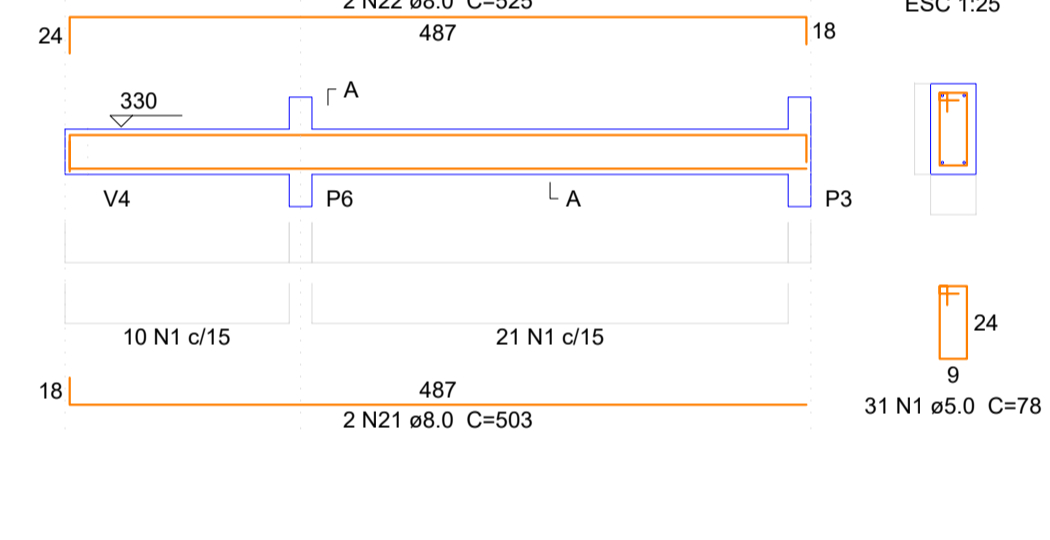 2 N22 ø8.0 C=525
ESC 1:25
24
487
18
A
330
V4
P6
A
P3
10 N1 c/15
21 N1 c/15
24
9
31 N1 ø5.0 C=78
18
487
2 N21 ø8.0 C=503